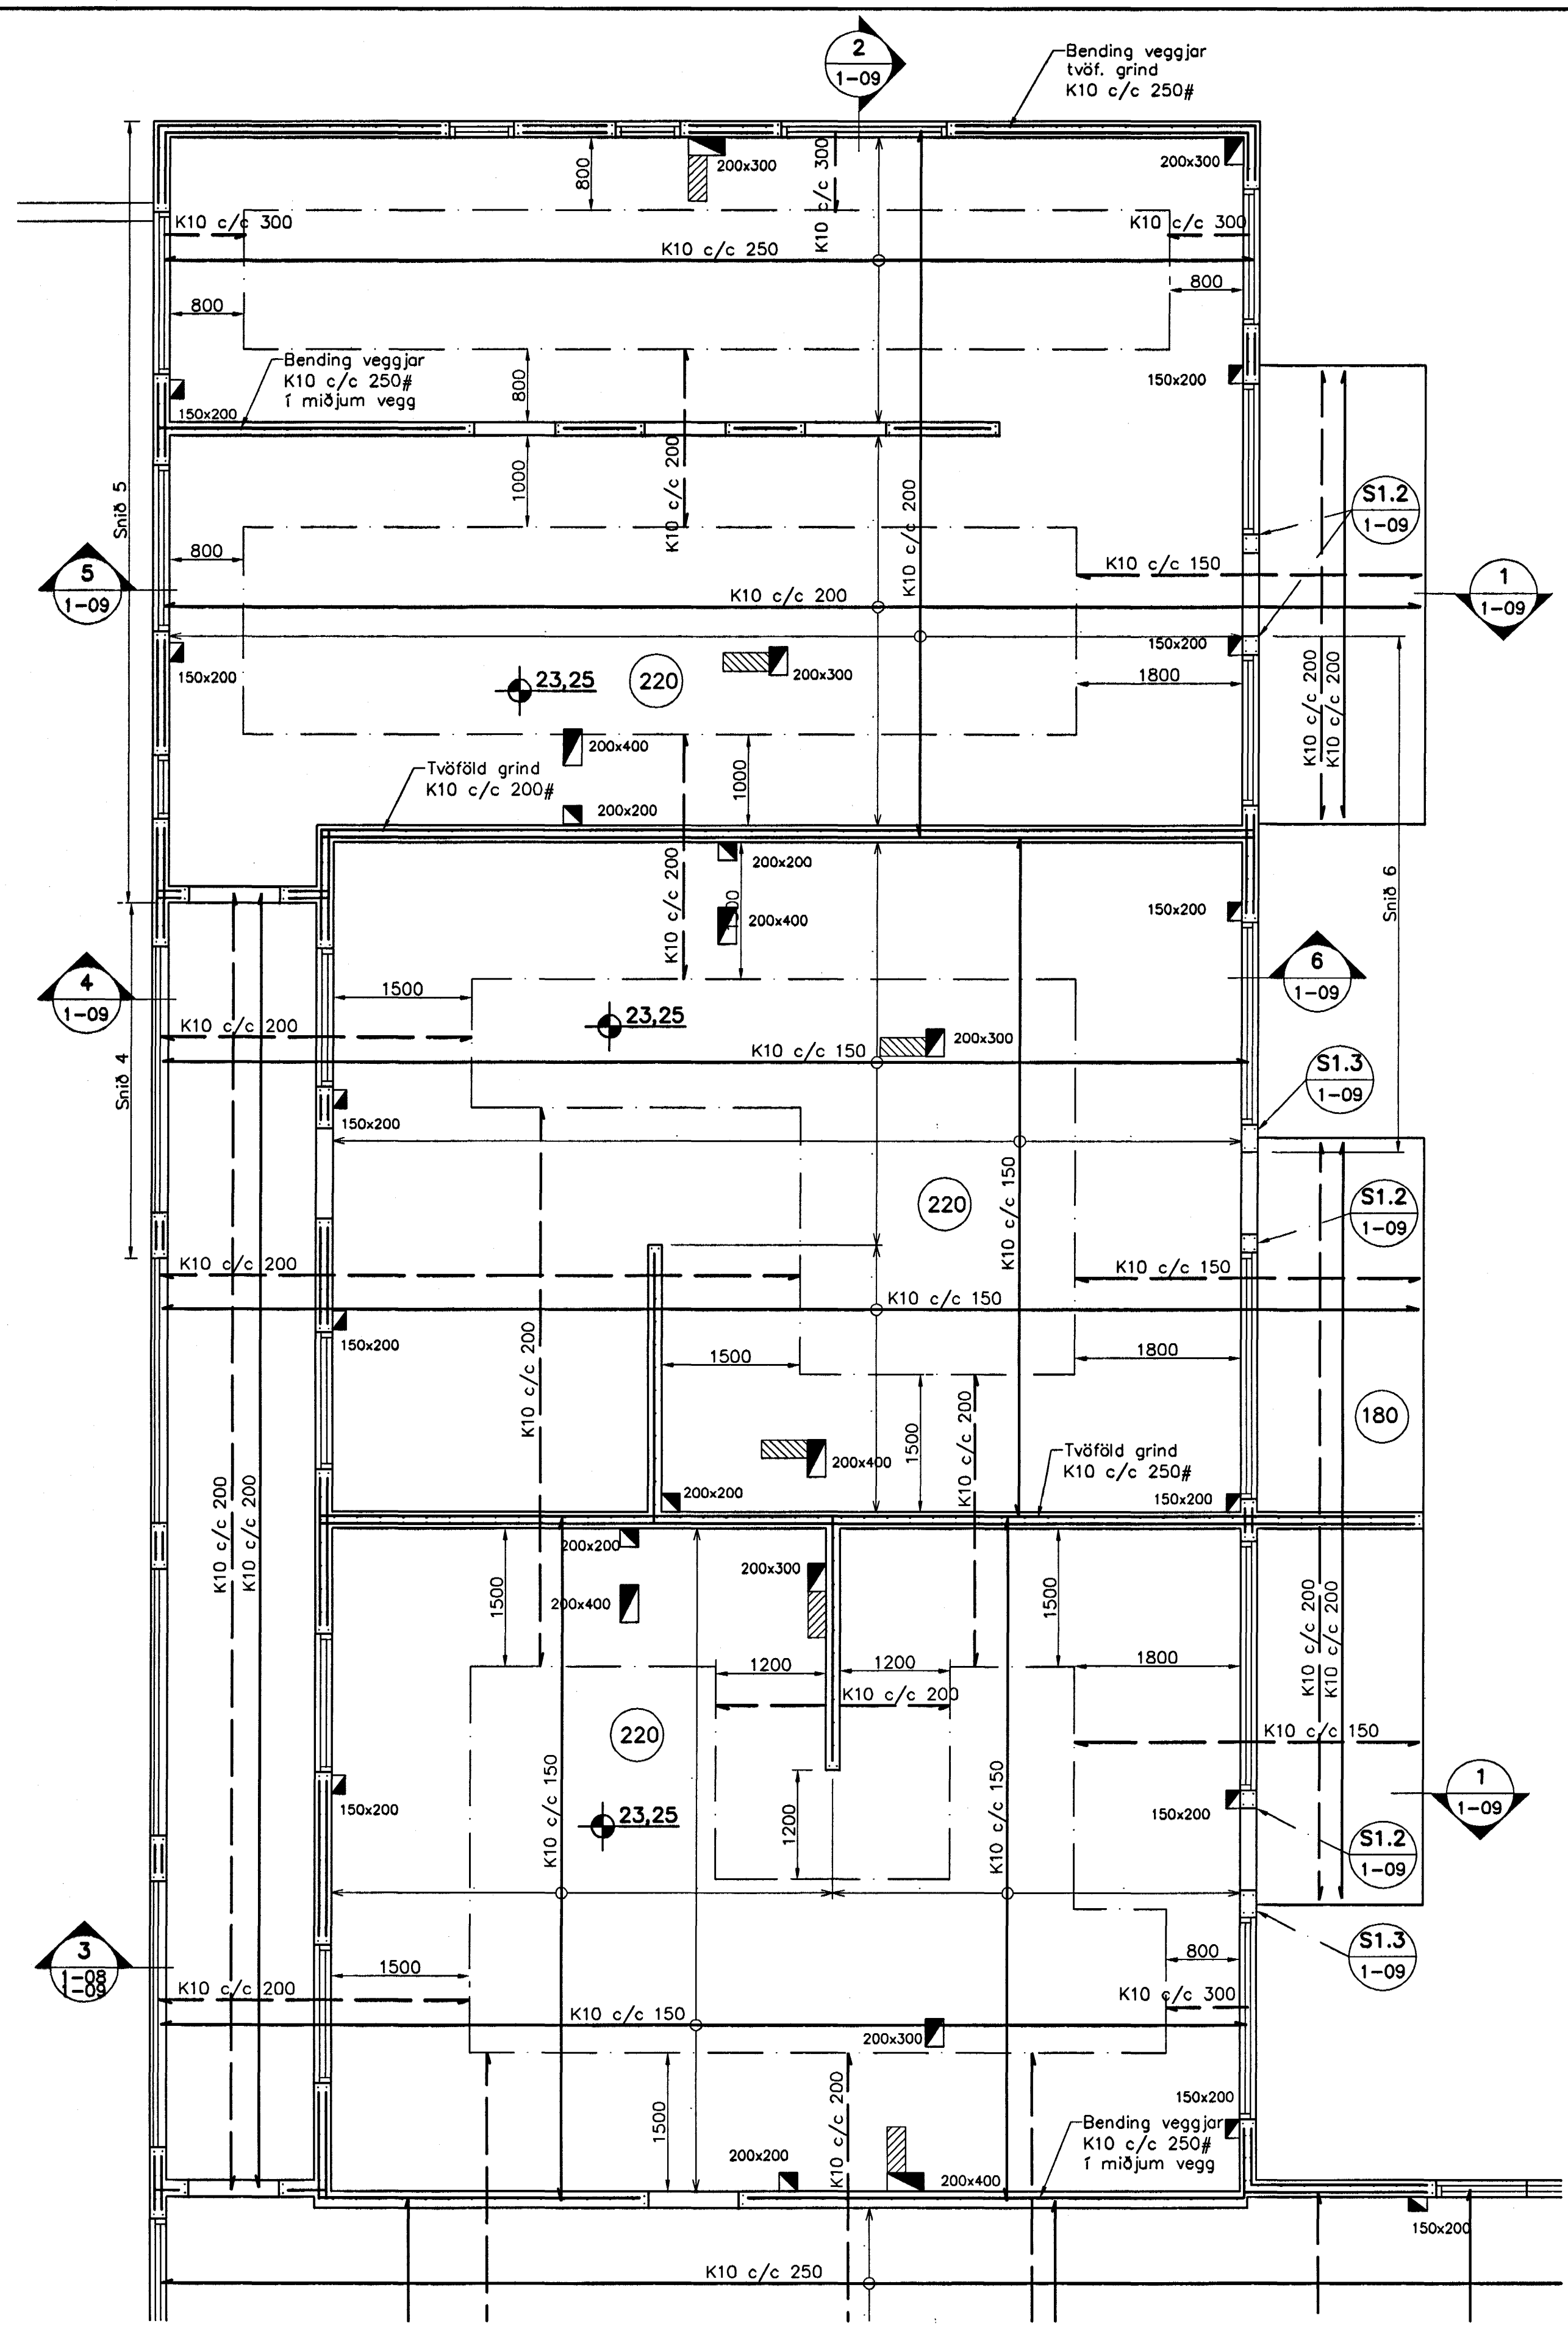 2
1-09
Bending veggjar
tvöf. grind
K10 c/c 250#
200x300
200x300
800
K10 c/c 300
K10 c/c 300
K10 c/c 300
K10 c/c 250
800
800
Bending veggjar
K10 c/c 250#
í miðjum vegg
800
150x200
150x200
Snið 5
1000
K10 c/c 200
K10 c/c 200
S1.2
1-09
800
K10 c/c 150
5
1-09
K10 c/c 200
1
1-09
150x200
150x200
200x300
1800
K10 c/c 200
K10 c/c 200
23,25
220
200x400
Tvöföld grind
K10 c/c 200#
1000
200x200
K10 c/c 200
200x200
200x400
150x200
Snið 6
4
1-09
1500
6
1-09
23,25
K10 c/c 200
200x300
K10 c/c 150
Snið 4
S1.3
1-09
150x200
220
K10 c/c 150
S1.2
1-09
K10 c/c 200
K10 c/c 150
K10 c/c 150
150x200
1500
1800
K10 c/c 200
180
1500
K10 c/c 200
200x400
Tvöföld grind
K10 c/c 250#
200x200
150x200
K10 c/c 200
K10 c/c 200
200x200
1500
200x300
1500
200x400
K10 c/c 200
K10 c/c 200
1200
1200
1800
K10 c/c 200
220
K10 c/c 150
K10 c/c 150
K10 c/c 150
23,25
150x200
1200
150x200
1
1-09
S1.2
1-09
3
1-08
1-09
1500
800
S1.3
1-09
K10 c/c 200
K10 c/c 300
K10 c/c 150
200x300
1500
K10 c/c 200
150x200
Bending veggjar
K10 c/c 250#
í miðjum vegg
200x200
200x400
150x200
K10 c/c 250